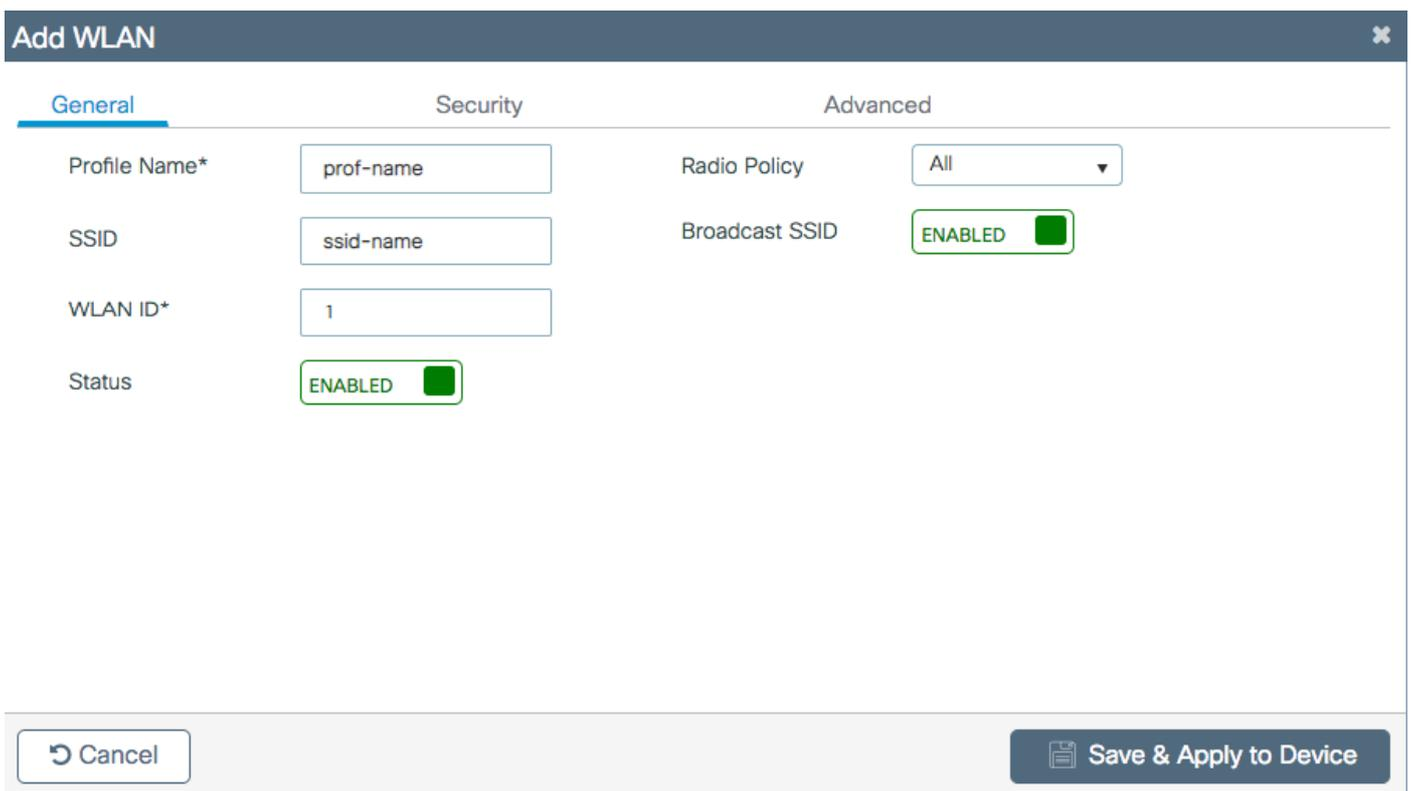 Add WLAN
General Security Advanced
Profile Name* prof-name Radio Policy All
SSID ssid-name Broadcast SSID ENABLED
WLAN ID* 1
Status ENABLED
Cancel Save & Apply to Device